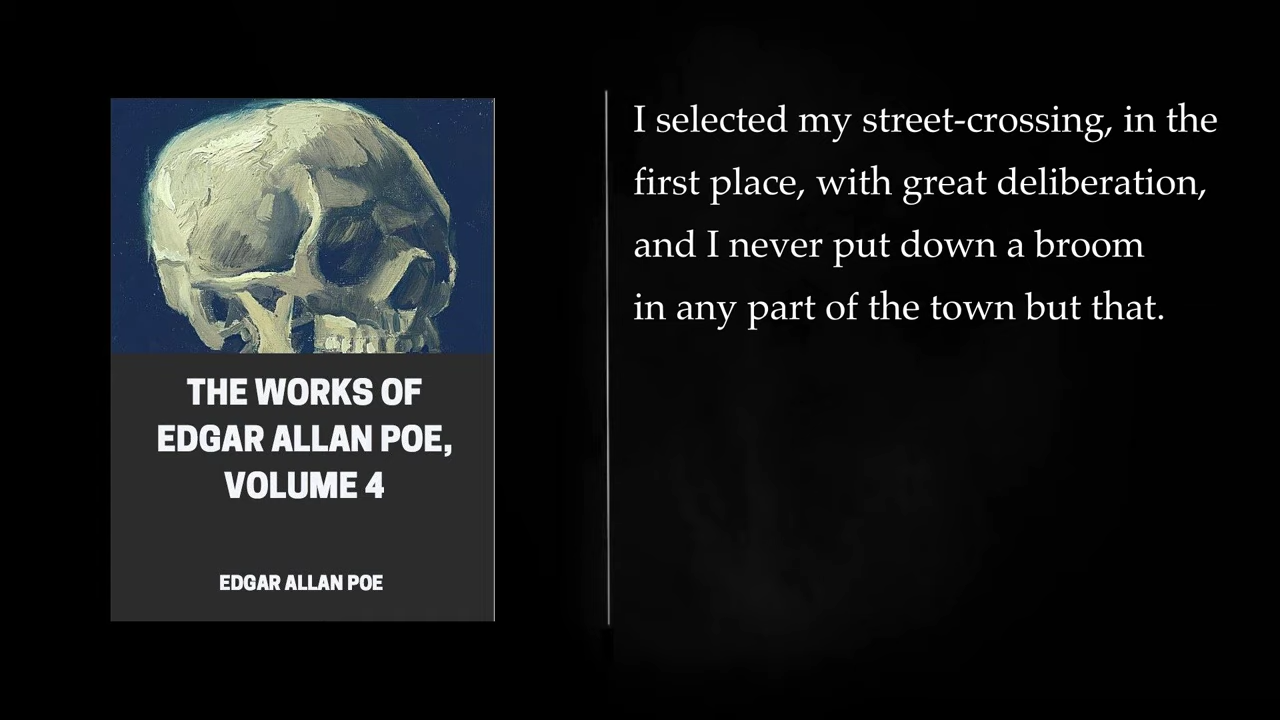 THE WORKS OF
EDGAR ALLAN POE,
VOLUME 4
EDGAR ALLAN POE
I selected my street-crossing, in the
first place, with great deliberation,
and I never put down a broom
in any part of the town but that.